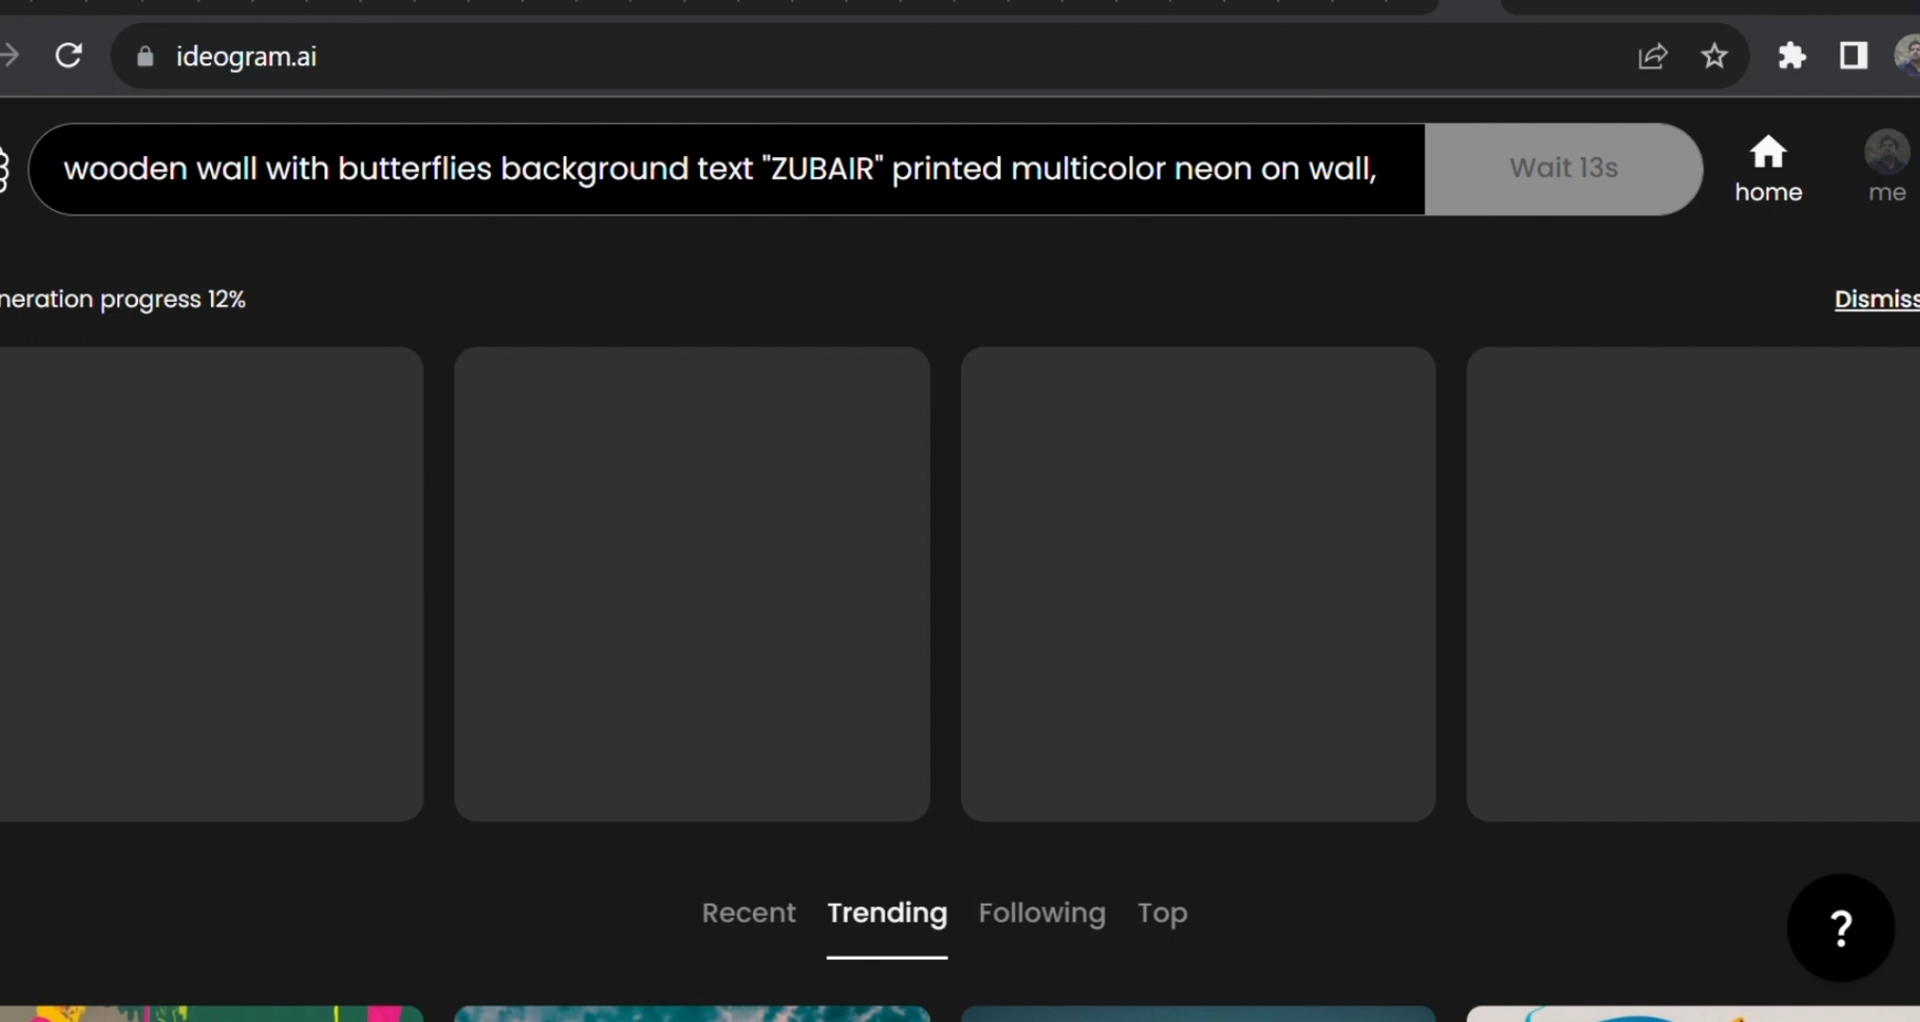 ideogram.ai
wooden wall with butterflies background text "ZUBAIR" printed multicolor neon on wall,
Wait 13s
home
me
neration progress 12%
Dismiss
Recent
Trending
Following
Top
?